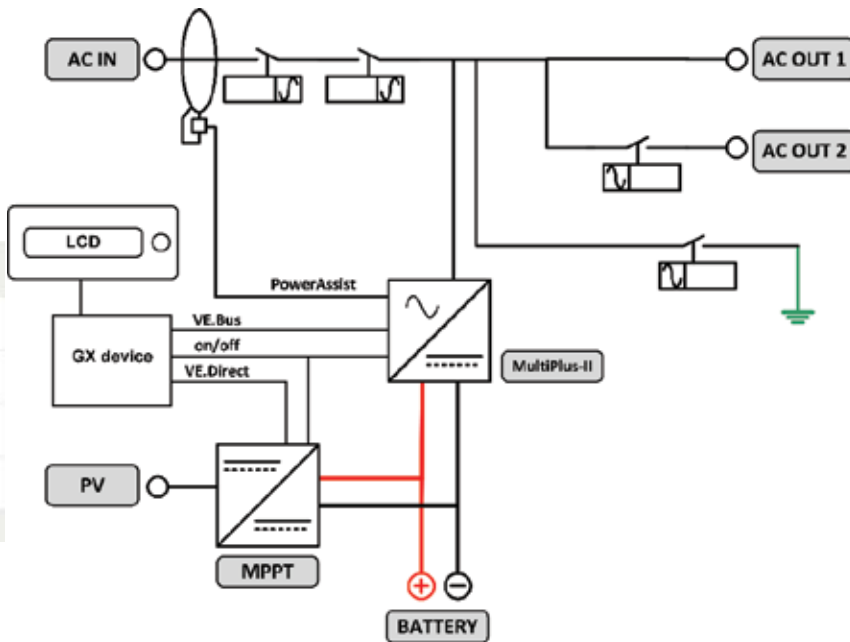 AC IN
AC OUT 1
AC OUT 2
LCD
PowerAssist
VE.Bus
GX device
on/off
MultiPlus-II
VE.Direct
PV
MPPT
BATTERY